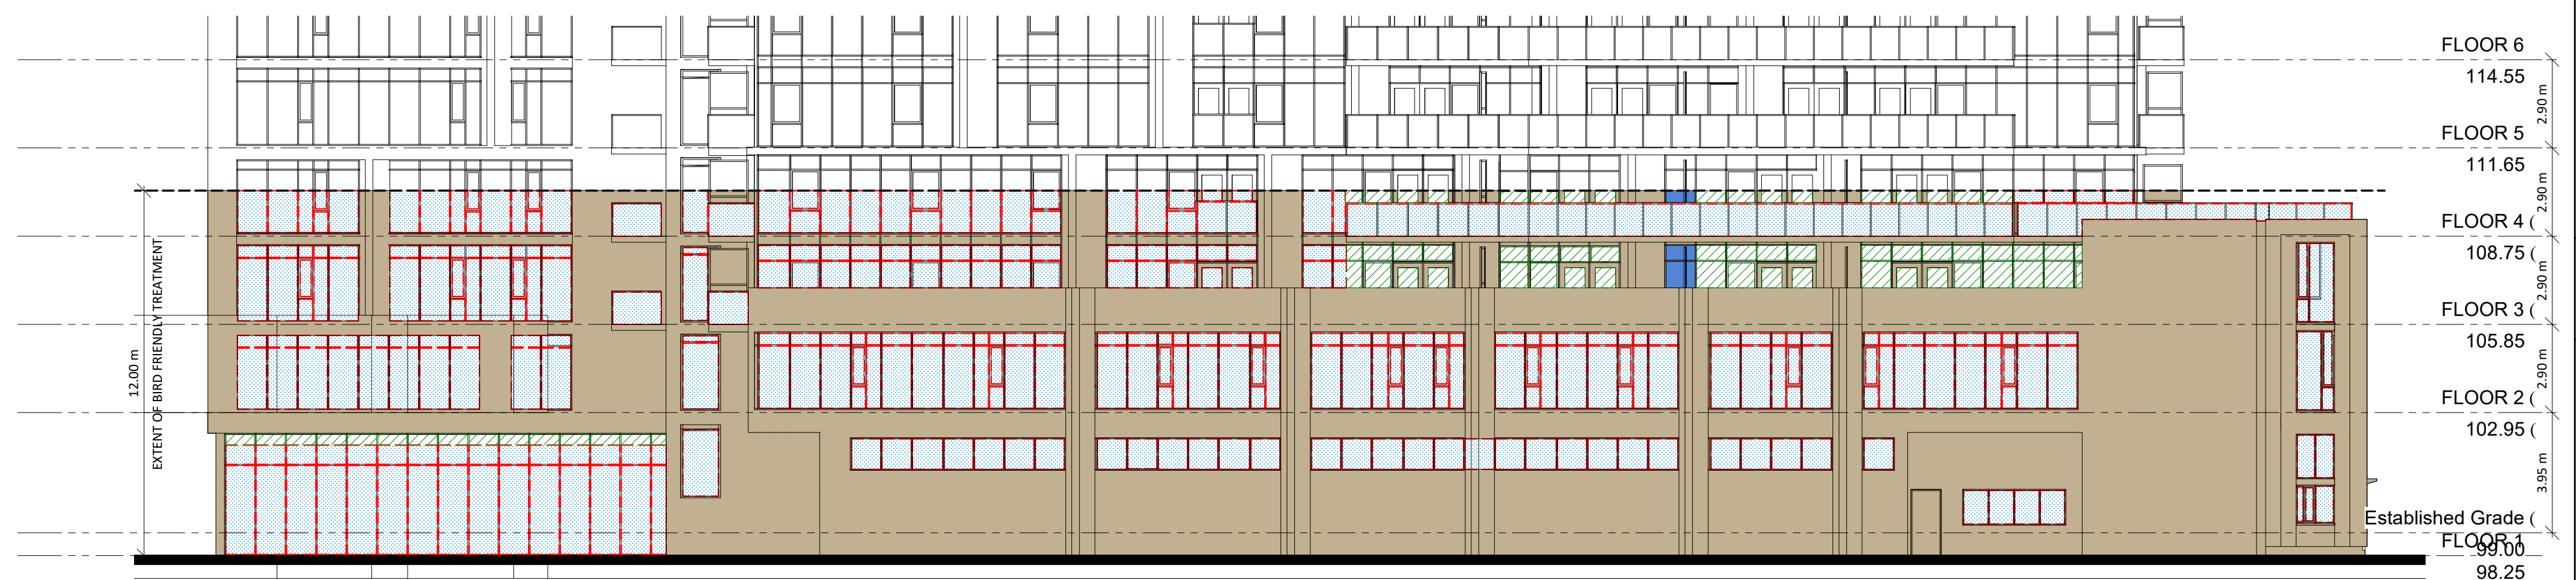 FLOOR 6
114.55
2.90 m
FLOOR 5
111.65
2.90 m
FLOOR 4 (
108.75 (
2.90 m
FLOOR 3 (
105.85
2.90 m
FLOOR 2 (
102.95 (
3.95 m
Established Grade (
FLOOR 1
99.00
98.25
12.00 m
EXTENT OF BIRD FRIENDLY TREATMENT